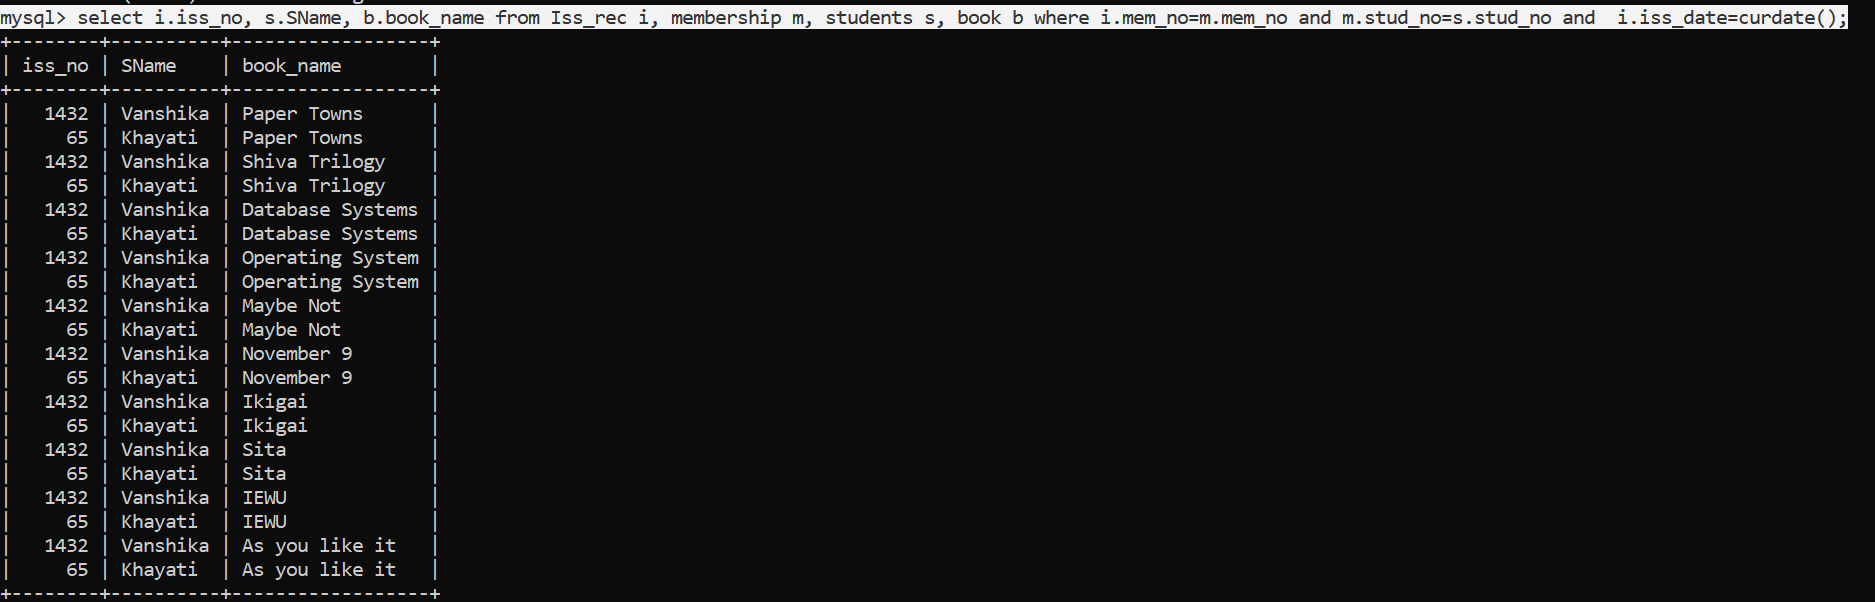 mysql> select i.iss_no, s.SName, b.book_name from Iss_rec i, membership m, students s, book b where i.mem_no=m.mem_no and m.stud_no=s.stud_no and  i.iss_date=curdate();
+--------+----------+------------------+
| iss_no | SName    | book_name        |
+--------+----------+------------------+
|   1432 | Vanshika | Paper Towns      |
|     65 | Khayati  | Paper Towns      |
|   1432 | Vanshika | Shiva Trilogy    |
|     65 | Khayati  | Shiva Trilogy    |
|   1432 | Vanshika | Database Systems |
|     65 | Khayati  | Database Systems |
|   1432 | Vanshika | Operating System |
|     65 | Khayati  | Operating System |
|   1432 | Vanshika | Maybe Not        |
|     65 | Khayati  | Maybe Not        |
|   1432 | Vanshika | November 9       |
|     65 | Khayati  | November 9       |
|   1432 | Vanshika | Ikigai           |
|     65 | Khayati  | Ikigai           |
|   1432 | Vanshika | Sita             |
|     65 | Khayati  | Sita             |
|   1432 | Vanshika | IEWU             |
|     65 | Khayati  | IEWU             |
|   1432 | Vanshika | As you like it   |
|     65 | Khayati  | As you like it   |
+--------+----------+------------------+